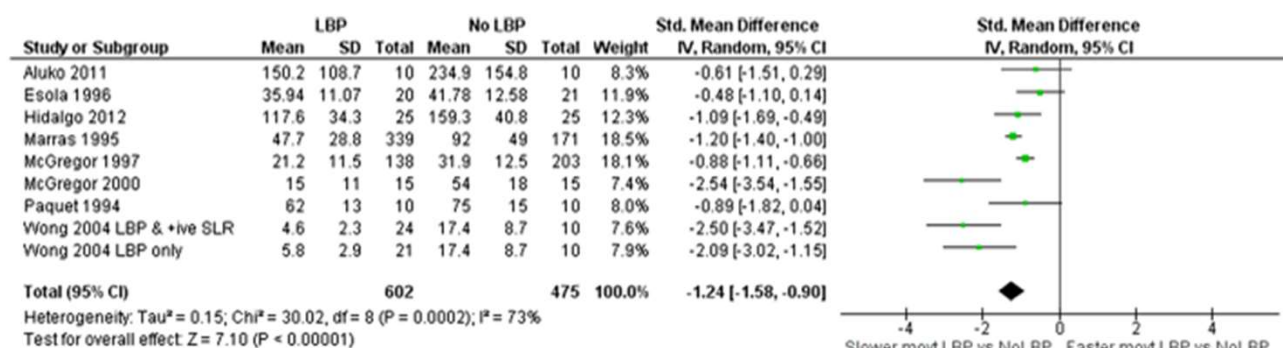 LBP No LBP Std. Mean Difference Std. Mean Difference
Study or Subgroup Mean SD Total Mean SD Total Weight IV, Random, 95% CI IV, Random, 95% CI
Aluko 2011 150.2 108.7 10 234.9 154.8 10 8.3% -0.61 [-1.51, 0.29]
Esola 1996 35.94 11.07 20 41.78 12.58 21 11.9% -0.48 [-1.10, 0.14]
Hidalgo 2012 117.6 34.3 25 159.3 40.8 25 12.3% -1.09 [-1.69, -0.49]
Marras 1995 47.7 28.8 339 92 49 171 18.5% -1.20 [-1.40, -1.00]
McGregor 1997 21.2 11.5 138 31.9 12.5 203 18.1% -0.88 [-1.11, -0.66]
McGregor 2000 15 11 15 54 18 15 7.4% -2.54 [-3.54, -1.55]
Paquet 1994 62 13 10 75 15 10 8.0% -0.89 [-1.82, 0.04]
Wong 2004 LBP & +ive SLR 4.6 2.3 24 17.4 8.7 10 7.6% -2.50 [-3.47, -1.52]
Wong 2004 LBP only 5.8 2.9 21 17.4 8.7 10 7.9% -2.09 [-3.02, -1.15]
Total (95% CI) 602 475 100.0% -1.24 [-1.58, -0.90]
Heterogeneity: Tau² = 0.15; Chi² = 30.02, df = 8 (P = 0.0002); I² = 73%
Test for overall effect: Z = 7.10 (P < 0.00001)
-4 -2 0 2 4
Slower movt LBP vs NoLBP Faster movt LBP vs NoLBP